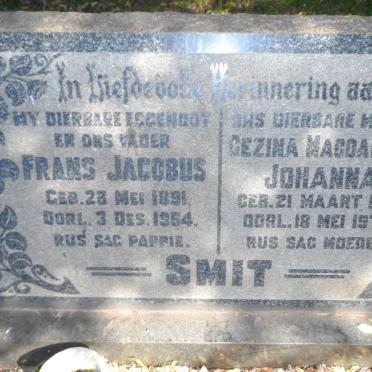 In Liefdevolle Herinnering aan
MY DIERBARE EGGENOOT
EN ONS VADER
FRANS JACOBUS
GEB. 28 MEI 1891.
OORL. 3 DES. 1954.
RUS SAG PAPPIE.
ONS DIERBARE
GEZINA MAGDA
JOHANNA
GEB. 21 MAART
OORL. 18 MEI
RUS SAG MOEDE
SMIT